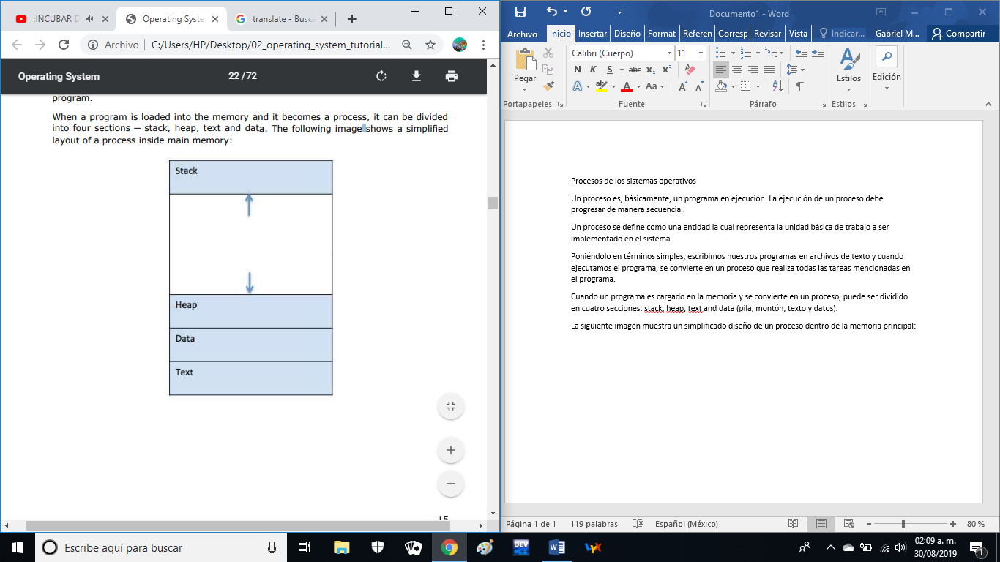 ¡INCUBAR D
Operating Syste
translate - Busca
Archivo
C:/Users/HP/Desktop/02_operating_system_tutorial...
Operating System
22 / 72
program.
When a program is loaded into the memory and it becomes a process, it can be divided
into four sections ─ stack, heap, text and data. The following image shows a simplified
layout of a process inside main memory:
Stack
Heap
Data
Text
15
Documento1 - Word
Archivo
Inicio
Insertar
Diseño
Format
Referen
Corresp
Revisar
Vista
Indicar...
Gabriel M...
Compartir
Pegar
Calibri (Cuerpo)
11
N K S abc x₂ x²
A ab A Aa A A
Estilos
Edición
Portapapeles
Fuente
Párrafo
Estilos
Procesos de los sistemas operativos
Un proceso es, básicamente, un programa en ejecución. La ejecución de un proceso debe
progresar de manera secuencial.
Un proceso se define como una entidad la cual representa la unidad básica de trabajo a ser
implementado en el sistema.
Poniéndolo en términos simples, escribimos nuestros programas en archivos de texto y cuando
ejecutamos el programa, se convierte en un proceso que realiza todas las tareas mencionadas en
el programa.
Cuando un programa es cargado en la memoria y se convierte en un proceso, puede ser dividido
en cuatro secciones: stack, heap, text and data (pila, montón, texto y datos).
La siguiente imagen muestra un simplificado diseño de un proceso dentro de la memoria principal:
Página 1 de 1
119 palabras
Español (México)
80 %
Escribe aquí para buscar
DEV
02:09 a. m.
30/08/2019
1